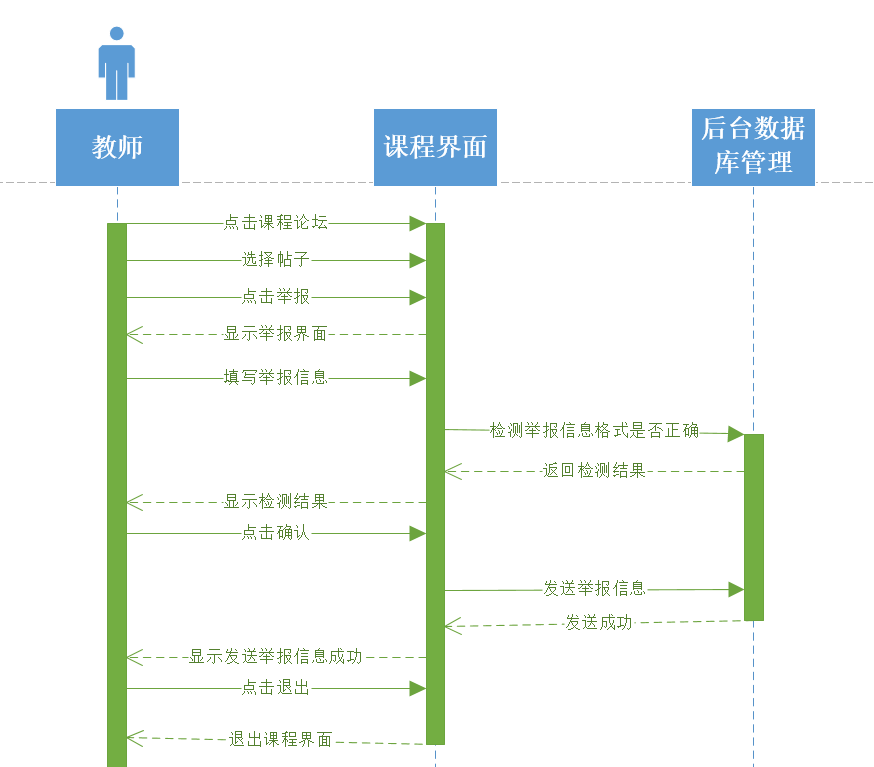 教师
课程界面
后台数据
库管理
点击课程论坛
选择帖子
点击举报
显示举报界面
填写举报信息
检测举报信息格式是否正确
返回检测结果
显示检测结果
点击确认
发送举报信息
发送成功
显示发送举报信息成功
点击退出
退出课程界面